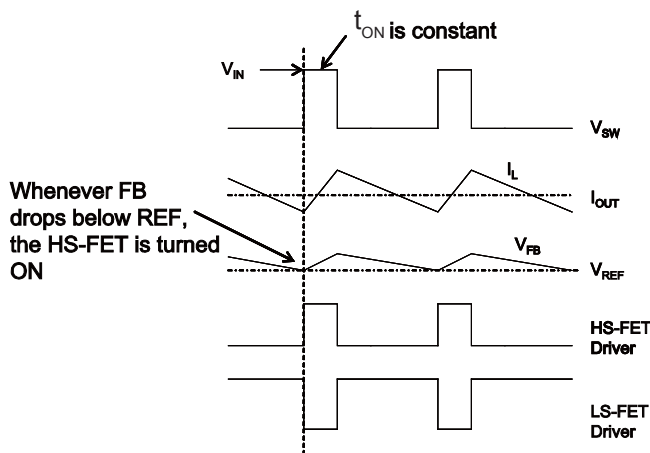 tON is constant
VIN
VSW
IL
Whenever FB
drops below REF,
the HS-FET is turned
ON
IOUT
VFB
VREF
HS-FET
Driver
LS-FET
Driver